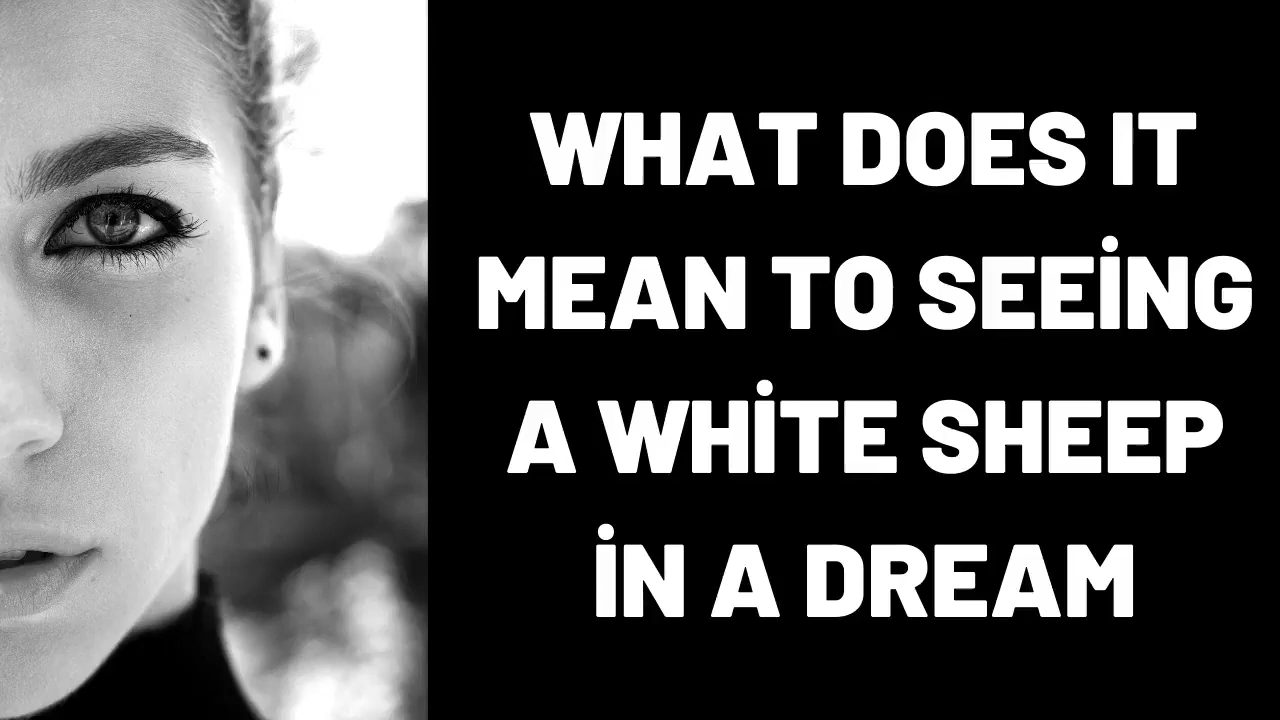 WHAT DOES IT
MEAN TO SEEİNG
A WHİTE SHEEP
İN A DREAM